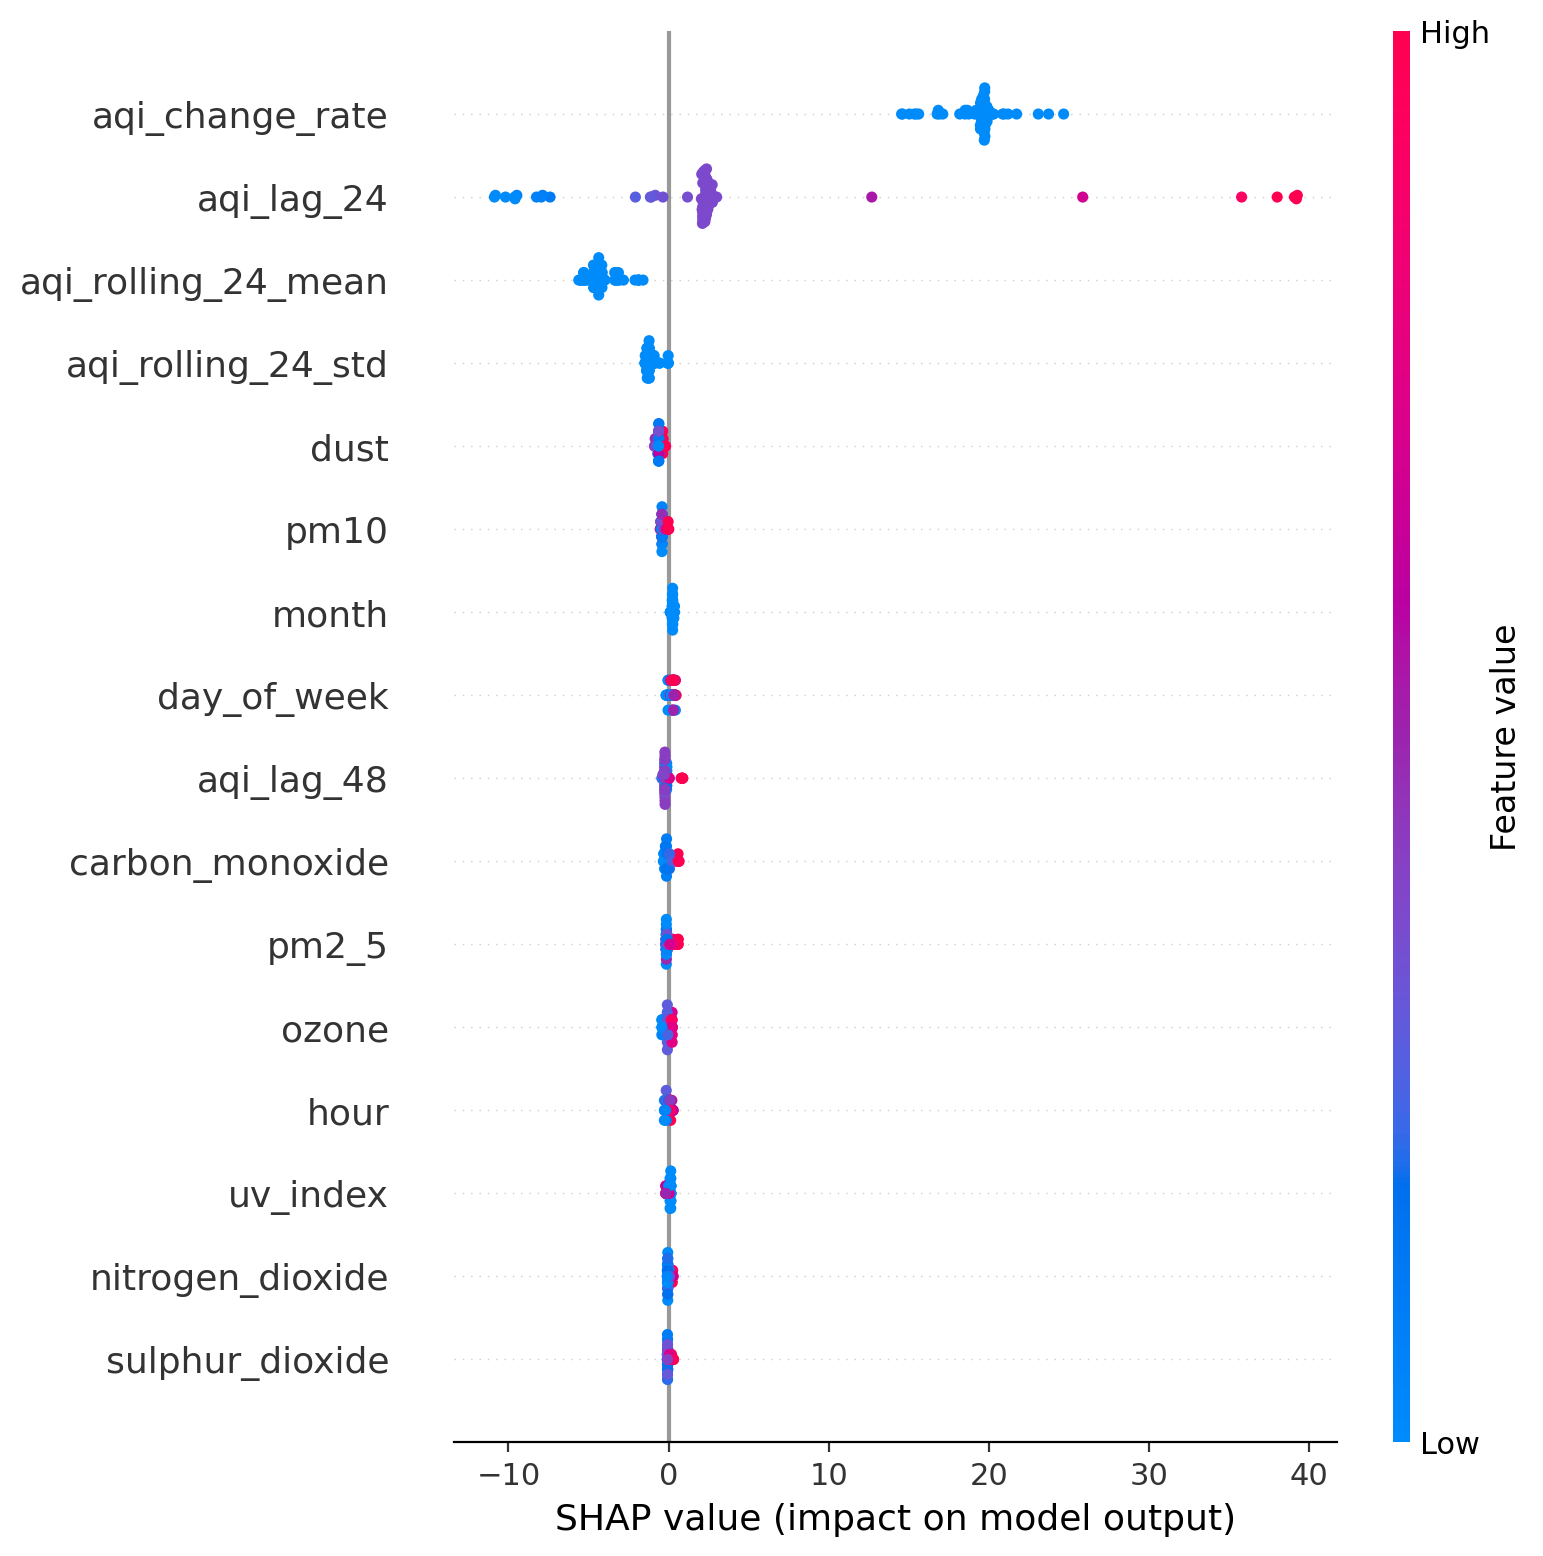 High
aqi_change_rate
aqi_lag_24
aqi_rolling_24_mean
aqi_rolling_24_std
dust
pm10
month
day_of_week
aqi_lag_48
carbon_monoxide
pm2_5
ozone
hour
uv_index
nitrogen_dioxide
sulphur_dioxide
Feature value
Low
−10 0 10 20 30 40
SHAP value (impact on model output)